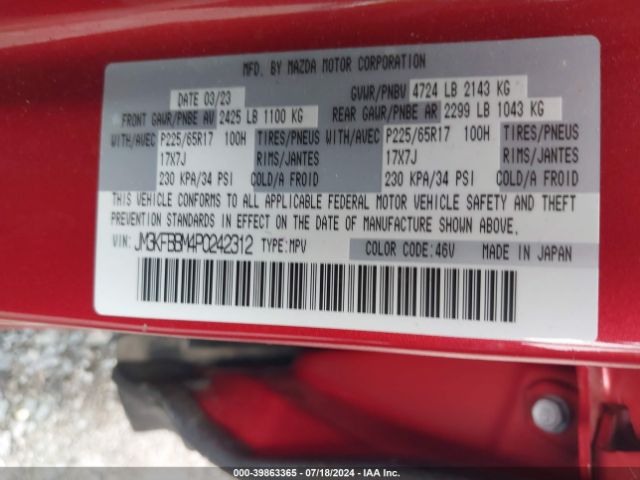 MFD. BY MAZDA MOTOR CORPORATION
DATE 03/23 GVWR/PNBV 4724 LB 2143 KG
FRONT GAWR/PNBE AV 2425 LB 1100 KG REAR GAWR/PNBE AR 2299 LB 1043 KG
WITH/AVEC P225/65R17 100H TIRES/PNEUS WITH/AVEC P225/65R17 100H TIRES/PNEUS
17X7J RIMS/JANTES 17X7J RIMS/JANTES
230 KPA/34 PSI COLD/A FROID 230 KPA/34 PSI COLD/A FROID
THIS VEHICLE CONFORMS TO ALL APPLICABLE FEDERAL MOTOR VEHICLE SAFETY AND THEFT
PREVENTION STANDARDS IN EFFECT ON THE DATE OF MANUFACTURE SHOWN ABOVE.
VIN: JM3KFBBM4P0242312 TYPE: MPV COLOR CODE: 46V MADE IN JAPAN
000-39863365 / 07/18/2024 - IAA Inc.